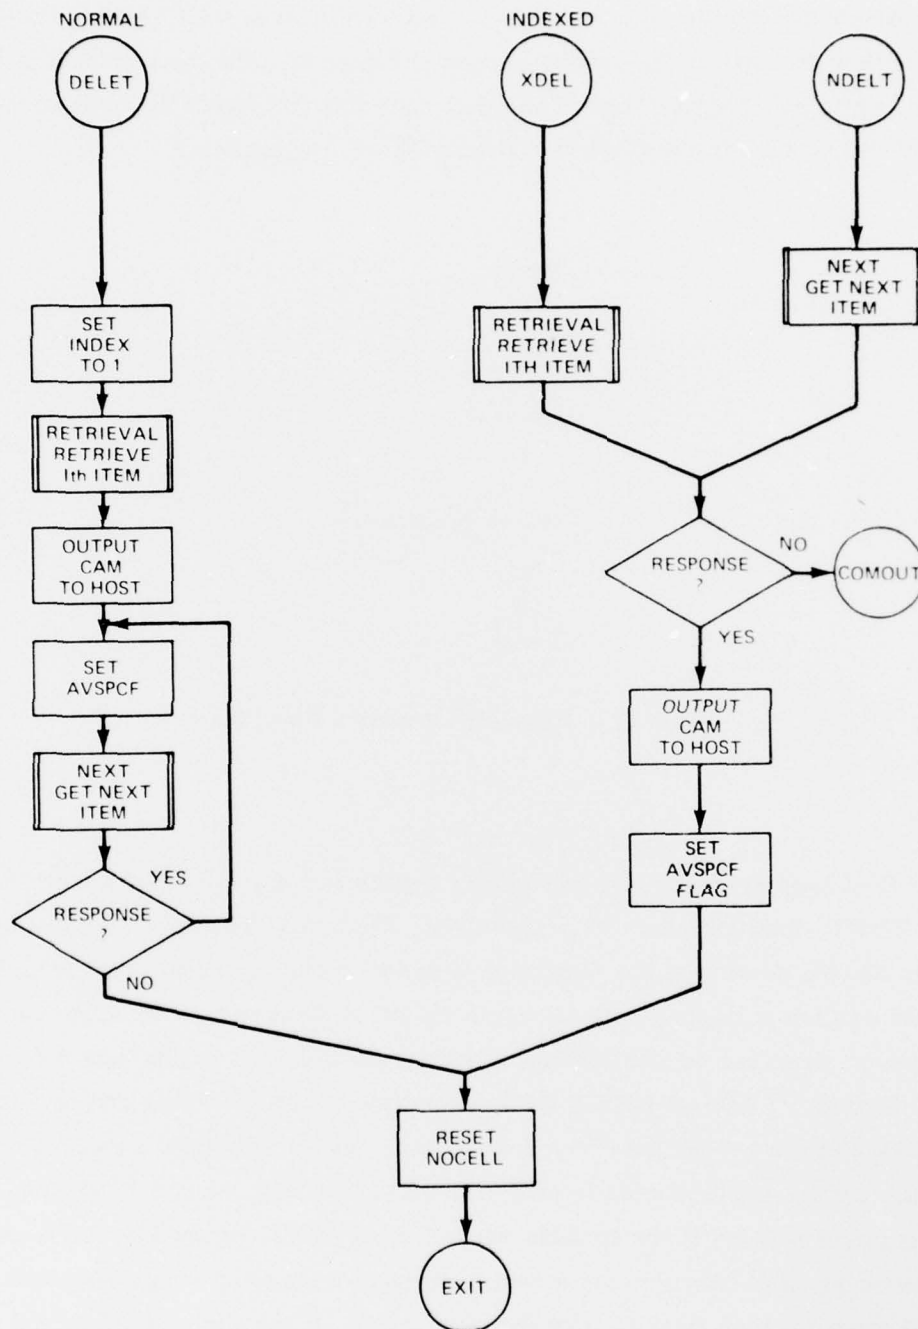 NORMAL
DELET
SET
INDEX
TO 1
RETRIEVAL
RETRIEVE
Ith ITEM
OUTPUT
CAM
TO HOST
SET
AVSPCF
NEXT
GET NEXT
ITEM
YES
RESPONSE
?
NO
INDEXED
XDEL
NDELT
NEXT
GET NEXT
ITEM
RETRIEVAL
RETRIEVE
ITH ITEM
RESPONSE
?
NO
COMOUT
YES
OUTPUT
CAM
TO HOST
SET
AVSPCF
FLAG
RESET
NOCELL
EXIT